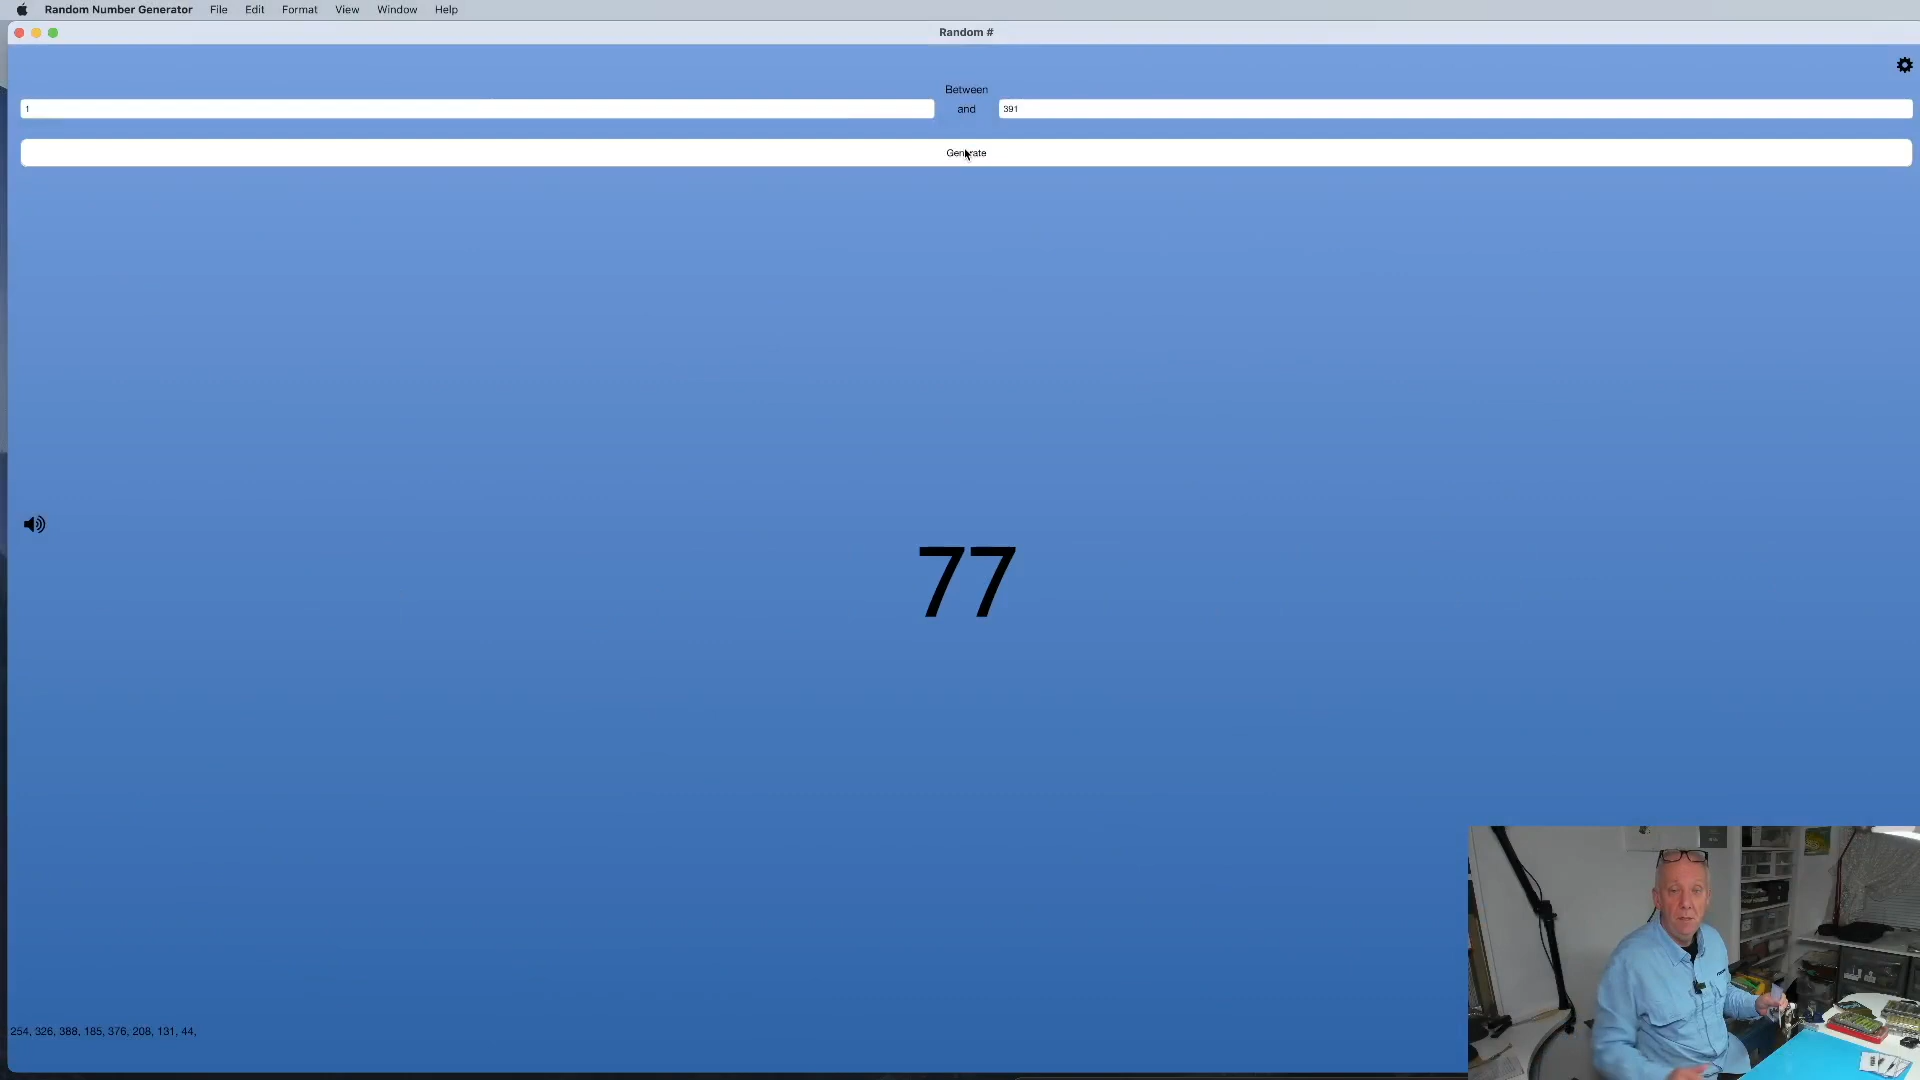 Random Number Generator File Edit Format View Window Help
Random #
Between
1 and 391
Generate
77
254, 326, 388, 185, 376, 208, 131, 44,